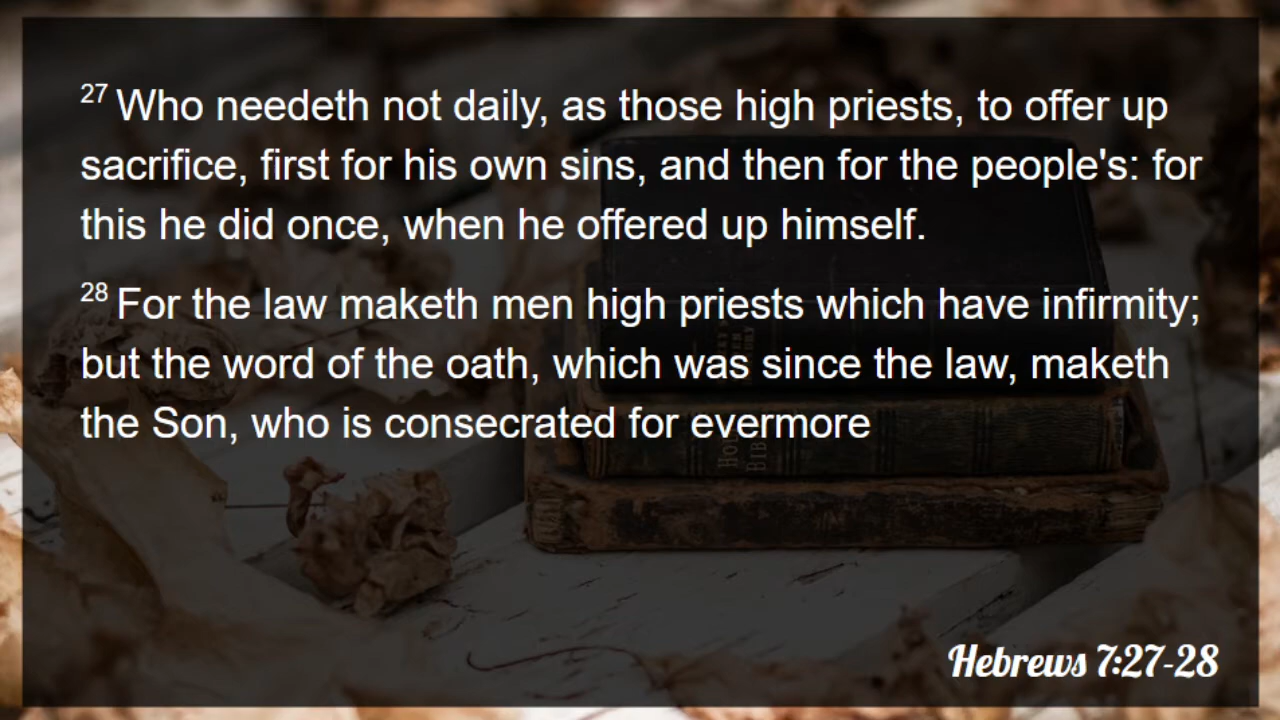 27 Who needeth not daily, as those high priests, to offer up
sacrifice, first for his own sins, and then for the people's: for
this he did once, when he offered up himself.
28 For the law maketh men high priests which have infirmity;
but the word of the oath, which was since the law, maketh
the Son, who is consecrated for evermore
HOLY
BIBLE
Hebrews 7:27-28